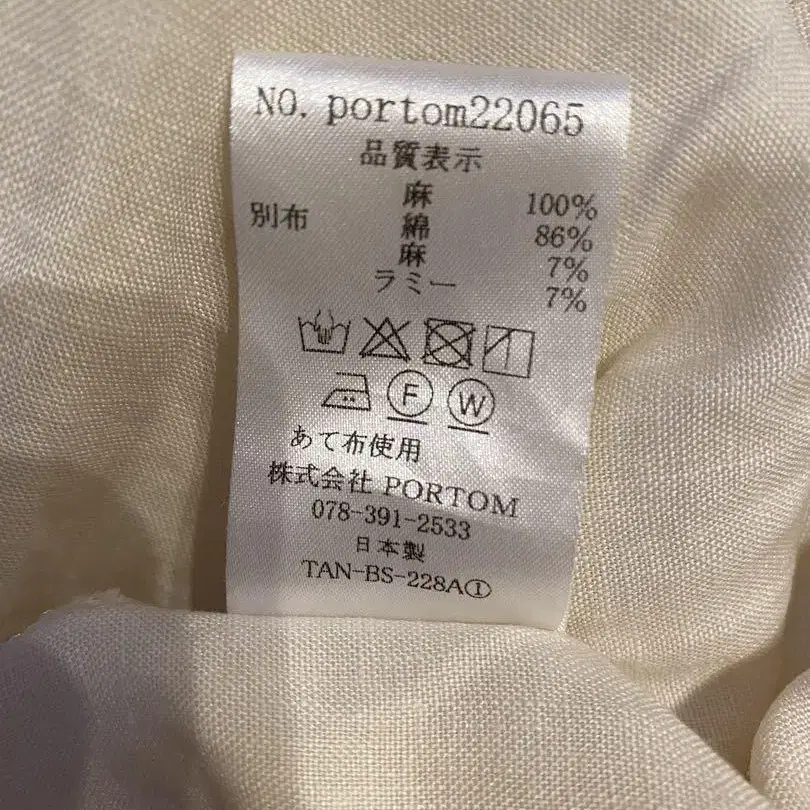 NO. portom22065
品質表示
麻 100%
別布 綿 86%
麻 7%
ラミー 7%
F W
あて布使用
株式会社 PORTOM
078-391-2533
日本製
TAN-BS-228A①